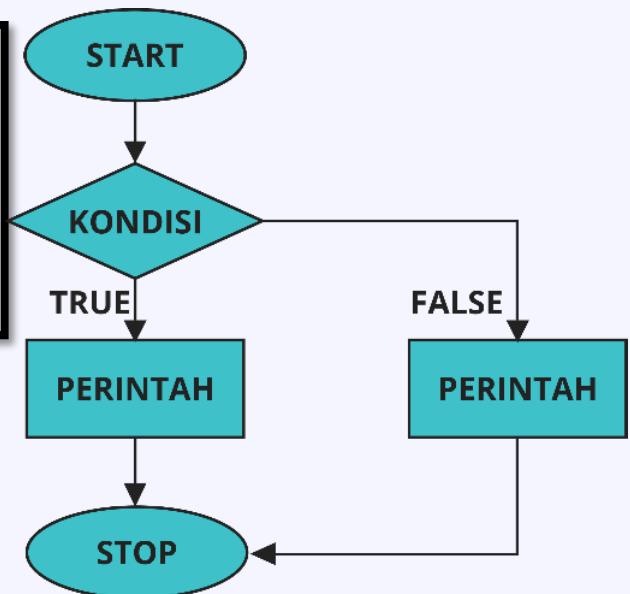 START
KONDISI
TRUE
FALSE
PERINTAH
PERINTAH
STOP